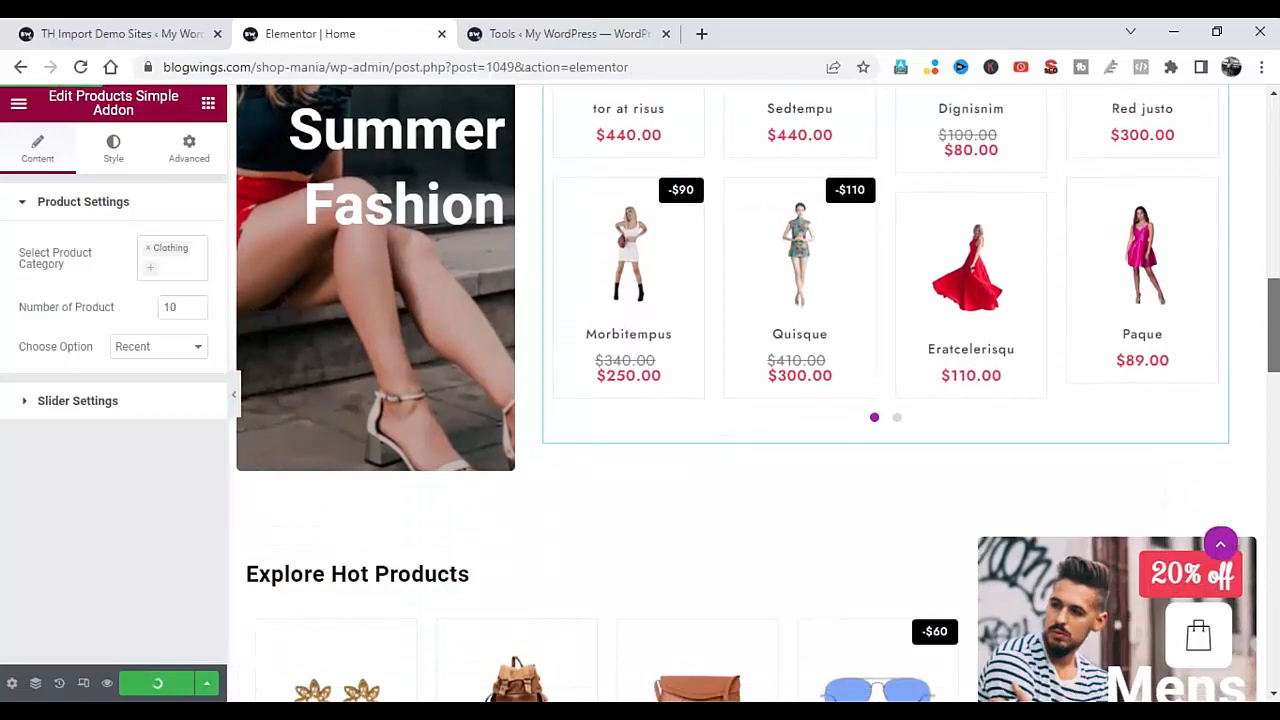 TH Import Demo Sites ‹ My Wor
Elementor | Home
Tools ‹ My WordPress — WordPr
blogwings.com/shop-mania/wp-admin/post.php?post=1049&action=elementor
Edit Products Simple
Addon
Content
Style
Advanced
Product Settings
Select Product
Category
× Clothing
Number of Product
10
Choose Option
Recent
Slider Settings
Summer
Fashion
tor at risus
$440.00
Sedtempu
$440.00
Dignisnim
$100.00
$80.00
Red justo
$300.00
-$90
Morbitempus
$340.00
$250.00
-$110
Quisque
$410.00
$300.00
Eratcelerisqu
$110.00
Paque
$89.00
Explore Hot Products
-$60
20% off
Mens